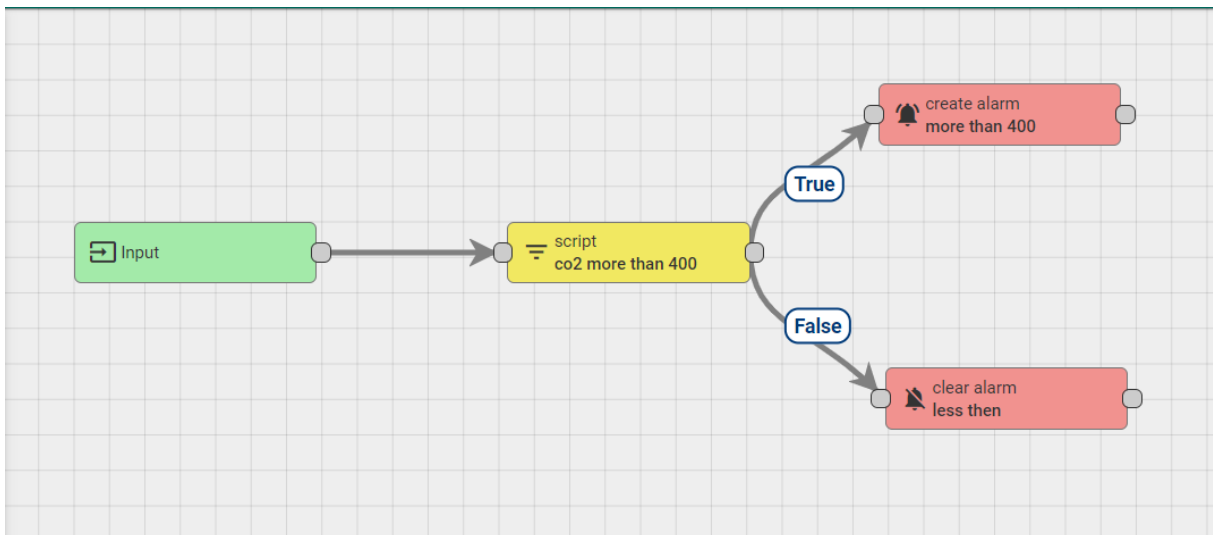 create alarm
more than 400
True
Input
script
co2 more than 400
False
clear alarm
less then